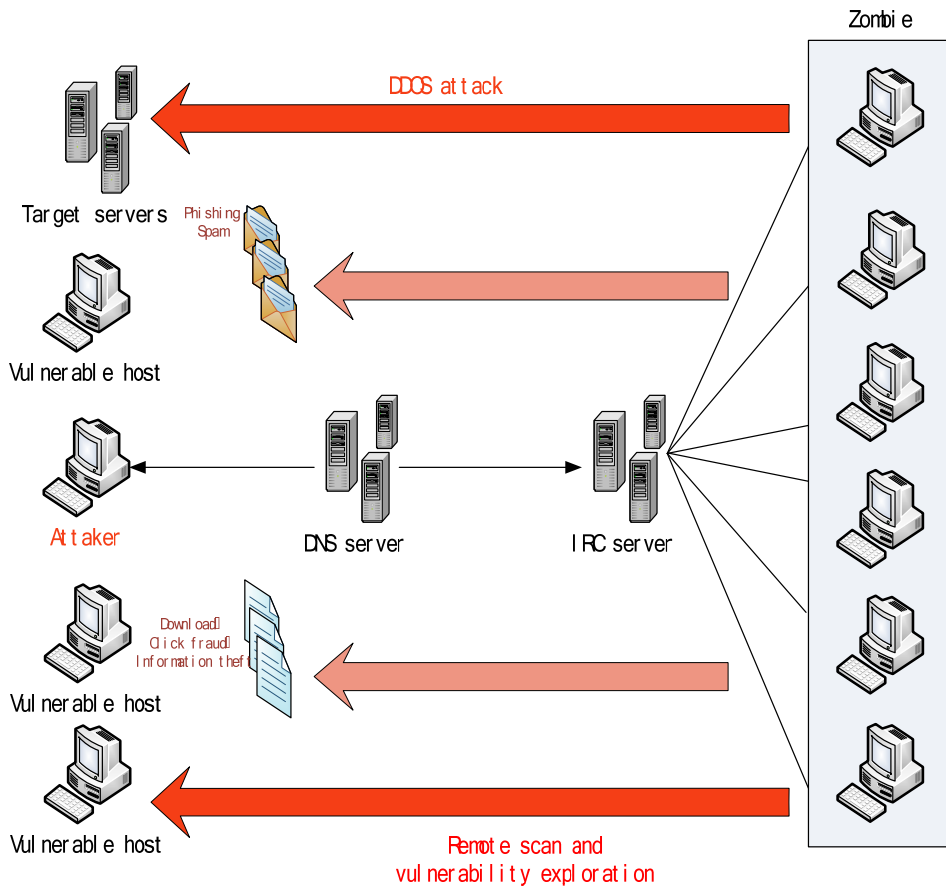 Zombie
DDOS attack
Target servers
Phishing
Spam
Vulnerable host
Attaker
DNS server
IRC server
Download
Click fraud
Information theft
Vulnerable host
Vulnerable host
Remote scan and
vulnerability exploration